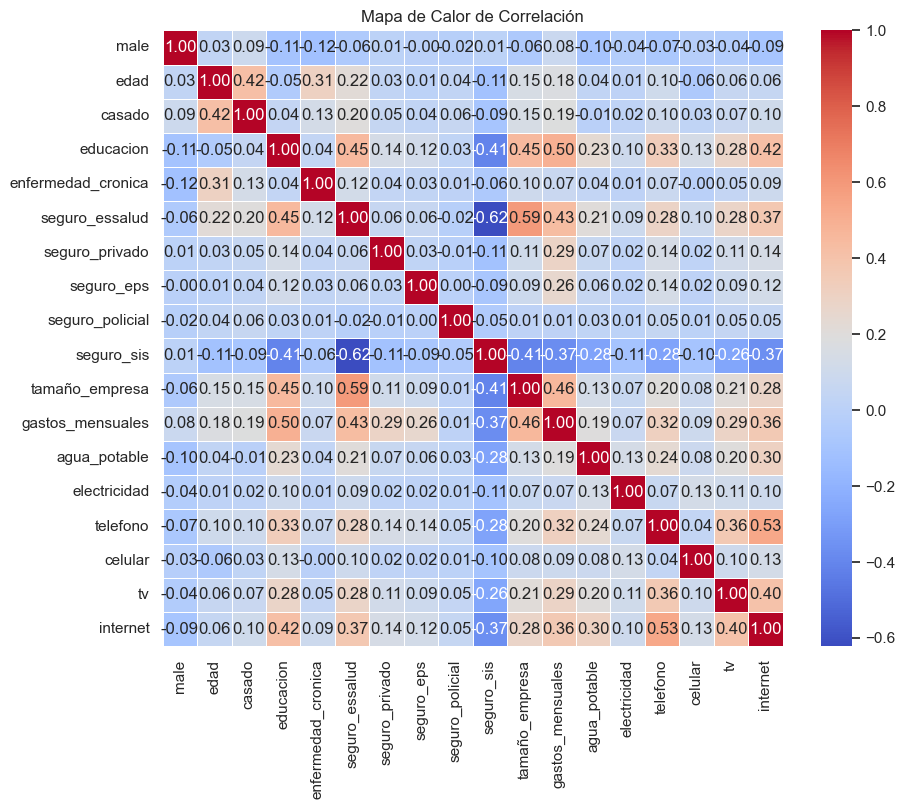 Mapa de Calor de Correlación
male 1.00 0.03 0.09 -0.11 -0.12 -0.06 0.01 -0.00 -0.02 0.01 -0.06 0.08 -0.10 -0.04 -0.07 -0.03 -0.04 -0.09
edad 0.03 1.00 0.42 -0.05 0.31 0.22 0.03 0.01 0.04 -0.11 0.15 0.18 0.04 0.01 0.10 -0.06 0.06 0.06
casado 0.09 0.42 1.00 0.04 0.13 0.20 0.05 0.04 0.06 -0.09 0.15 0.19 -0.01 0.02 0.10 0.03 0.07 0.10
educacion -0.11 -0.05 0.04 1.00 0.04 0.45 0.14 0.12 0.03 -0.41 0.45 0.50 0.23 0.10 0.33 0.13 0.28 0.42
enfermedad_cronica -0.12 0.31 0.13 0.04 1.00 0.12 0.04 0.03 0.01 -0.06 0.10 0.07 0.04 0.01 0.07 -0.00 0.05 0.09
seguro_essalud -0.06 0.22 0.20 0.45 0.12 1.00 0.06 0.06 -0.02 -0.62 0.59 0.43 0.21 0.09 0.28 0.10 0.28 0.37
seguro_privado 0.01 0.03 0.05 0.14 0.04 0.06 1.00 0.03 -0.01 -0.11 0.11 0.29 0.07 0.02 0.14 0.02 0.11 0.14
seguro_eps -0.00 0.01 0.04 0.12 0.03 0.06 0.03 1.00 0.00 -0.09 0.09 0.26 0.06 0.02 0.14 0.02 0.09 0.12
seguro_policial -0.02 0.04 0.06 0.03 0.01 -0.02 -0.01 0.00 1.00 -0.05 0.01 0.01 0.03 0.01 0.05 0.01 0.05 0.05
seguro_sis 0.01 -0.11 -0.09 -0.41 -0.06 -0.62 -0.11 -0.09 -0.05 1.00 -0.41 -0.37 -0.28 -0.11 -0.28 -0.10 -0.26 -0.37
tamaño_empresa -0.06 0.15 0.15 0.45 0.10 0.59 0.11 0.09 0.01 -0.41 1.00 0.46 0.13 0.07 0.20 0.08 0.21 0.28
gastos_mensuales 0.08 0.18 0.19 0.50 0.07 0.43 0.29 0.26 0.01 -0.37 0.46 1.00 0.19 0.07 0.32 0.09 0.29 0.36
agua_potable -0.10 0.04 -0.01 0.23 0.04 0.21 0.07 0.06 0.03 -0.28 0.13 0.19 1.00 0.13 0.24 0.08 0.20 0.30
electricidad -0.04 0.01 0.02 0.10 0.01 0.09 0.02 0.02 0.01 -0.11 0.07 0.07 0.13 1.00 0.07 0.13 0.11 0.10
telefono -0.07 0.10 0.10 0.33 0.07 0.28 0.14 0.14 0.05 -0.28 0.20 0.32 0.24 0.07 1.00 0.04 0.36 0.53
celular -0.03 -0.06 0.03 0.13 -0.00 0.10 0.02 0.02 0.01 -0.10 0.08 0.09 0.08 0.13 0.04 1.00 0.10 0.13
tv -0.04 0.06 0.07 0.28 0.05 0.28 0.11 0.09 0.05 -0.26 0.21 0.29 0.20 0.11 0.36 0.10 1.00 0.40
internet -0.09 0.06 0.10 0.42 0.09 0.37 0.14 0.12 0.05 -0.37 0.28 0.36 0.30 0.10 0.53 0.13 0.40 1.00
male
edad
casado
educacion
enfermedad_cronica
seguro_essalud
seguro_privado
seguro_eps
seguro_policial
seguro_sis
tamaño_empresa
gastos_mensuales
agua_potable
electricidad
telefono
celular
tv
internet
1.0
0.8
0.6
0.4
0.2
0.0
−0.2
−0.4
−0.6